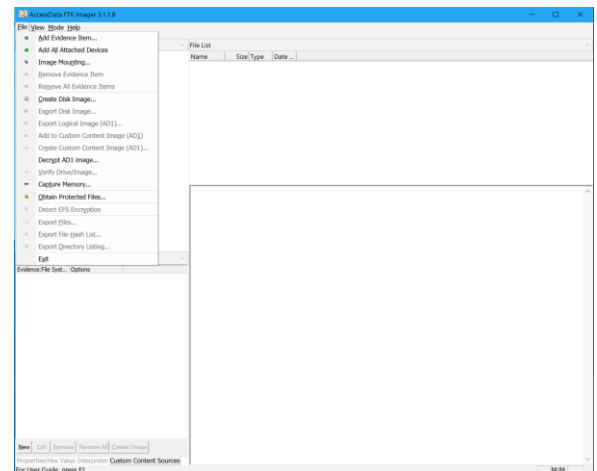 AccessData FTK Imager 3.1.1.8
File View Mode Help
Add Evidence Item...
Add All Attached Devices
Image Mounting...
Remove Evidence Item
Remove All Evidence Items
Create Disk Image...
Export Disk Image...
Export Logical Image (AD1)...
Add to Custom Content Image (AD1)
Create Custom Content Image (AD1)...
Decrypt AD1 image...
Verify Drive/Image...
Capture Memory...
Obtain Protected Files...
Detect EFS Encryption
Export Files...
Export File Hash List...
Export Directory Listing...
Exit
File List
Name Size Type Date ...
Evidence:File Syst... Options
New Edit Remove Remove All Create Image
Properties Hex Value Interpreter Custom Content Sources
For User Guide, press F1
NUM